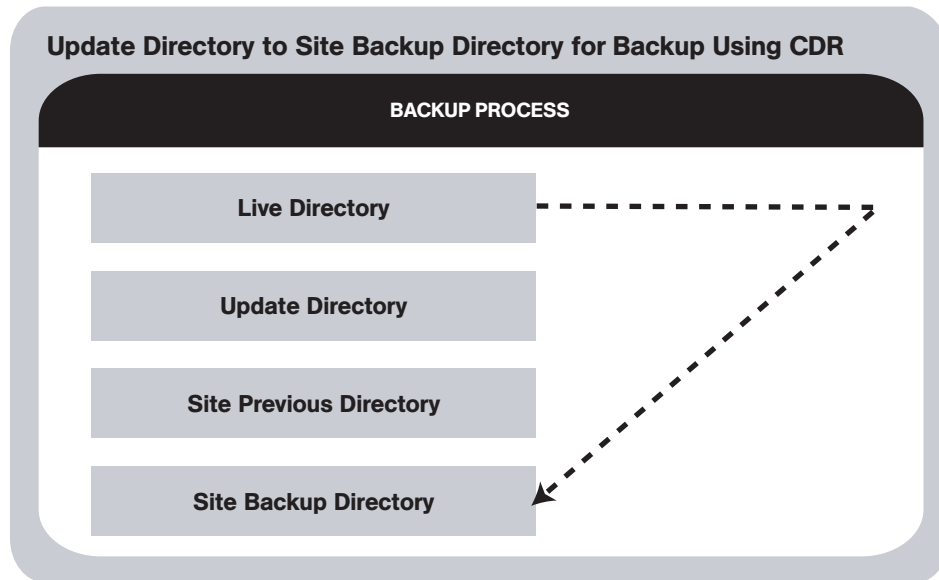 Update Directory to Site Backup Directory for Backup Using CDR
BACKUP PROCESS
Live Directory
Update Directory
Site Previous Directory
Site Backup Directory